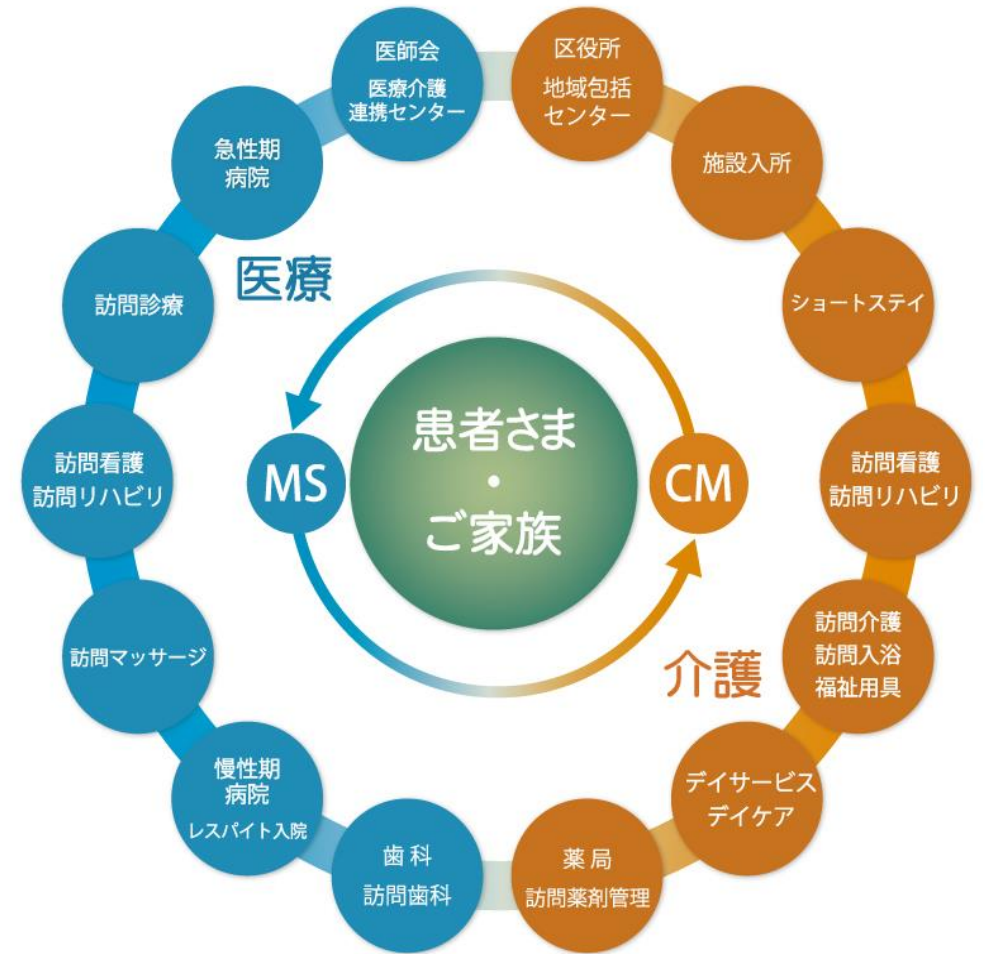 医師会
医療介護
連携センター
区役所
地域包括
センター
急性期
病院
施設入所
医療
訪問診療
ショートステイ
患者さま
・
ご家族
MS
CM
訪問看護
訪問リハビリ
訪問看護
訪問リハビリ
訪問マッサージ
訪問介護
訪問入浴
福祉用具
介護
慢性期
病院
レスパイト入院
デイサービス
デイケア
歯科
訪問歯科
薬局
訪問薬剤管理